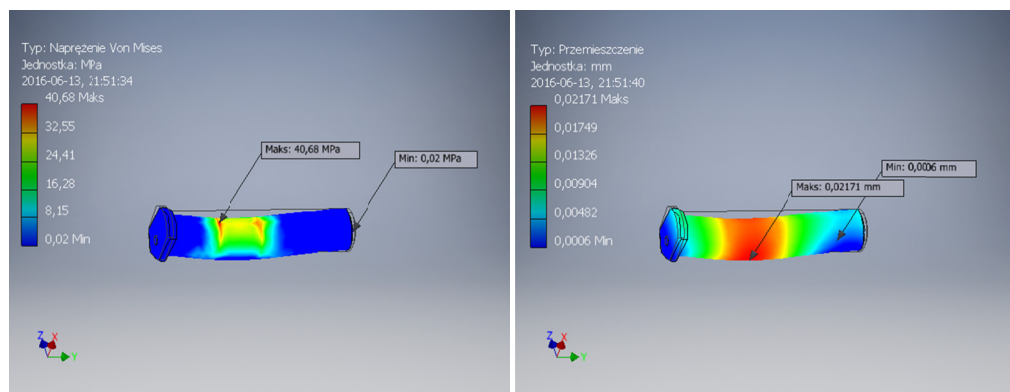 Typ: Naprężenie Von Mises
Jednostka: MPa
2016-06-13, 21:51:34
40,68 Maks
32,55
24,41
16,28
8,15
0,02 Min
Maks: 40,68 MPa
Min: 0,02 MPa
Z
X
Y
Typ: Przemieszczenie
Jednostka: mm
2016-06-13, 21:51:40
0,02171 Maks
0,01749
0,01326
0,00904
0,00482
0,0006 Min
Min: 0,0006 mm
Maks: 0,02171 mm
Z
X
Y